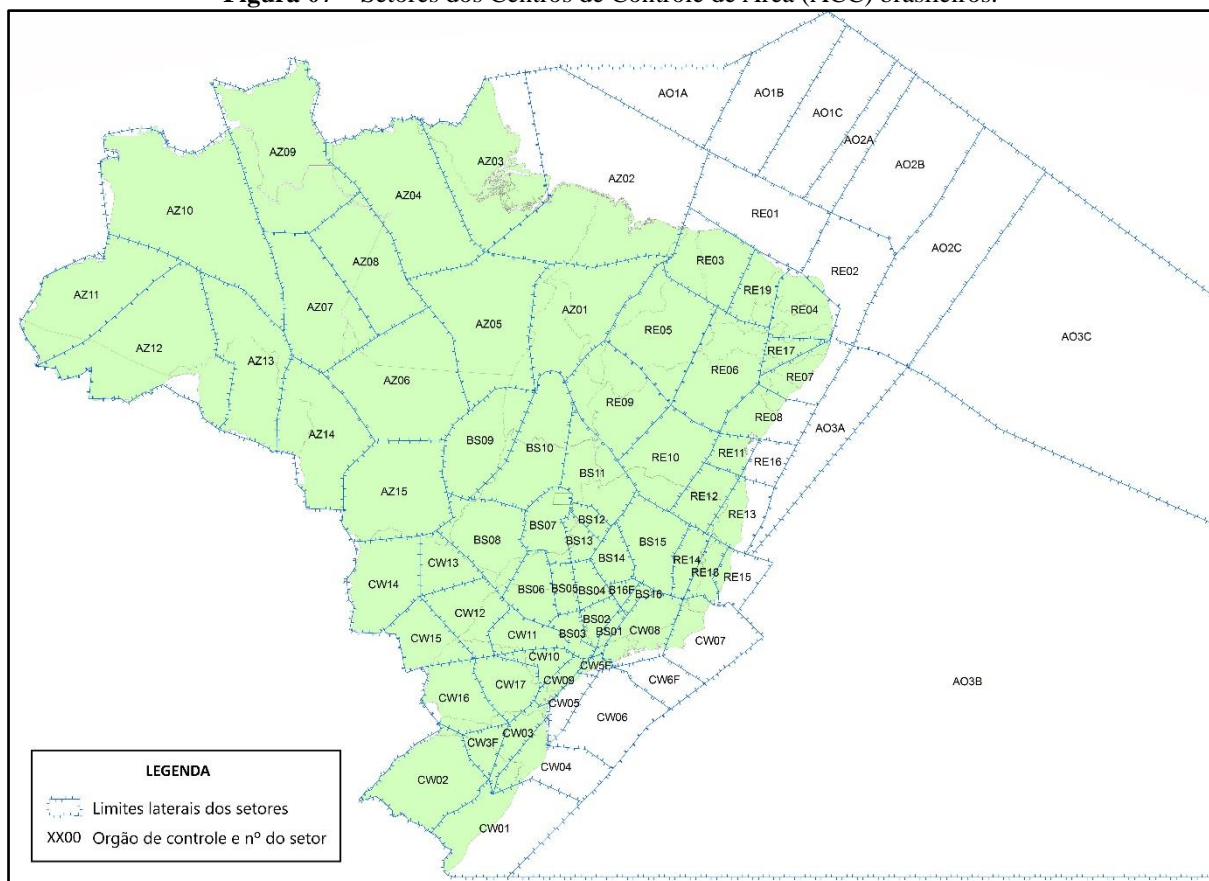 Figura 07 – Setores dos Centros de Controle de Área (ACC) brasileiros.
AO1A
AO1B
AO1C
AO2A
AO2B
AO2C
AO3C
AZ09
AZ03
AZ02
AZ04
AZ10
RE01
RE02
AZ08
RE03
RE19
RE04
AZ11
AZ07
AZ05
AZ01
RE05
AZ12
AZ13
AZ06
RE17
RE06
RE07
RE09
RE08
AO3A
AZ14
BS09
BS10
RE10
RE11
RE16
BS11
AZ15
RE12
RE13
BS12
BS07
BS08
BS13
BS15
BS14
RE14
RE18
RE15
CW13
CW14
BS06
BS05
BS04
B16F
BS16
CW12
BS02
BS01
BS03
CW08
CW11
CW15
CW07
CW10
CW5F
CW09
CW17
CW6F
AO3B
CW16
CW05
CW06
CW03
CW3F
CW04
CW02
CW01
LEGENDA
Limites laterais dos setores
XX00 Orgão de controle e nº do setor